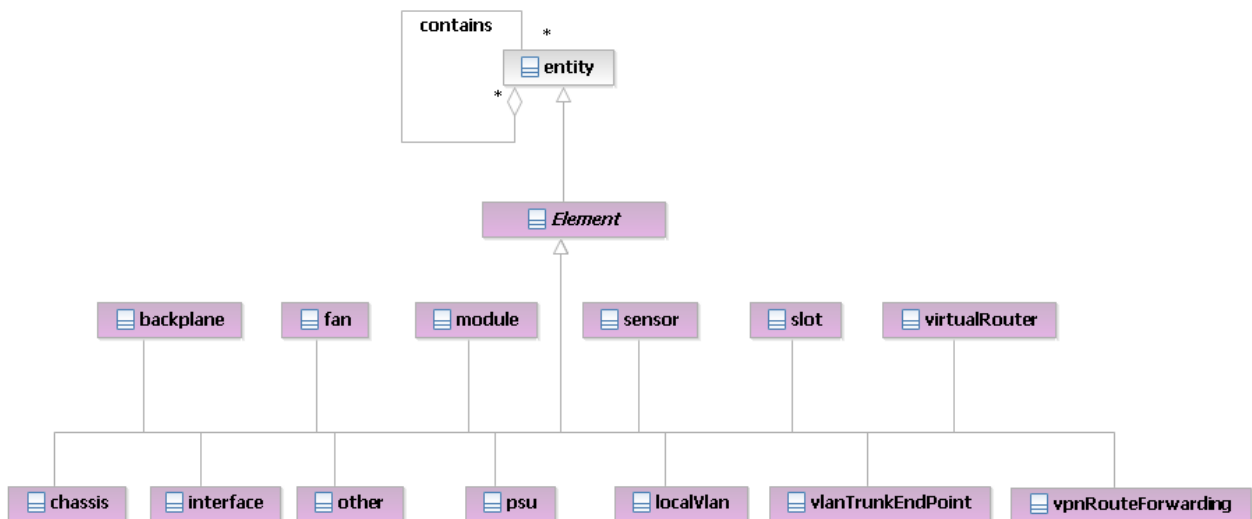 contains
*
entity
*
Element
backplane
fan
module
sensor
slot
virtualRouter
chassis
interface
other
psu
localVlan
vlanTrunkEndPoint
vpnRouteForwarding